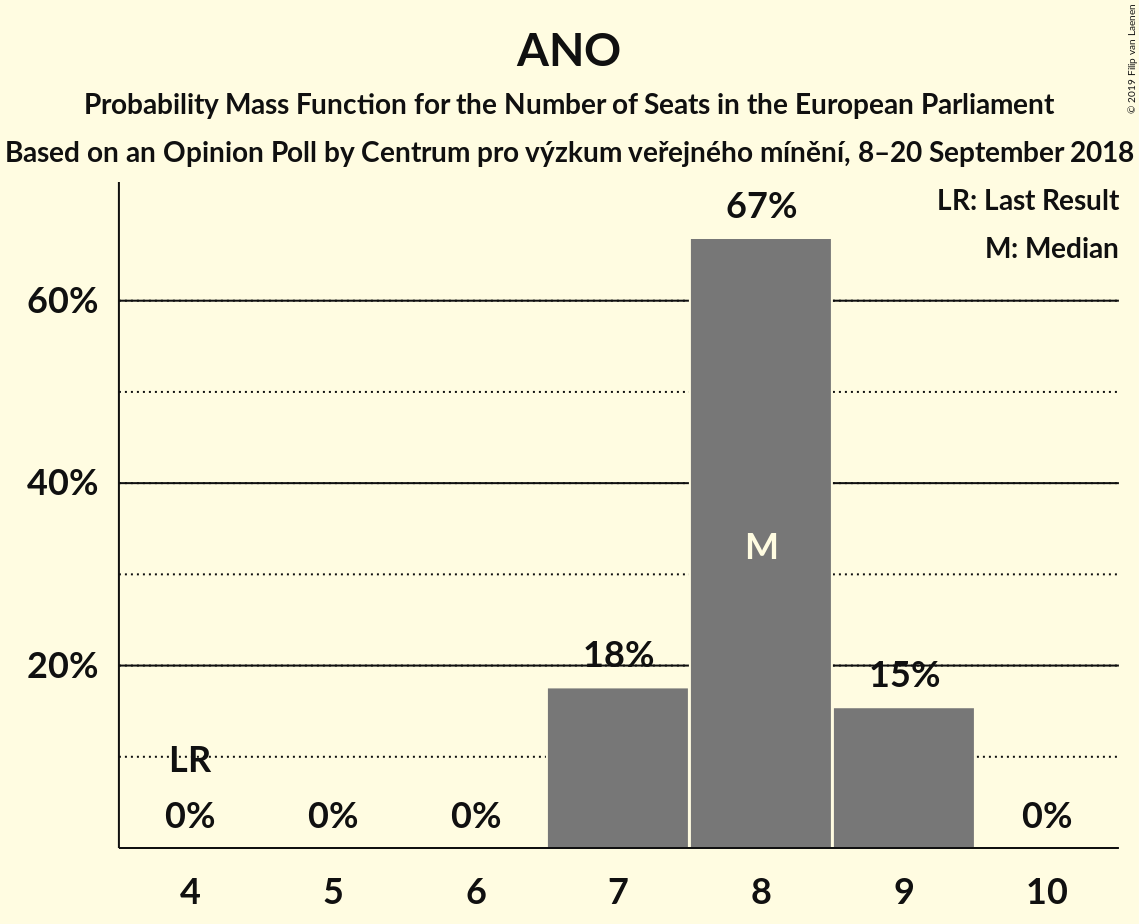 ANO
Probability Mass Function for the Number of Seats in the European Parliament
Based on an Opinion Poll by Centrum pro výzkum veřejného mínění, 8–20 September 2018
© 2019 Filip van Laenen
LR: Last Result
M: Median
67%
60%
40%
M
18%
20%
15%
LR
0%
0%
0%
0%
4
5
6
7
8
9
10